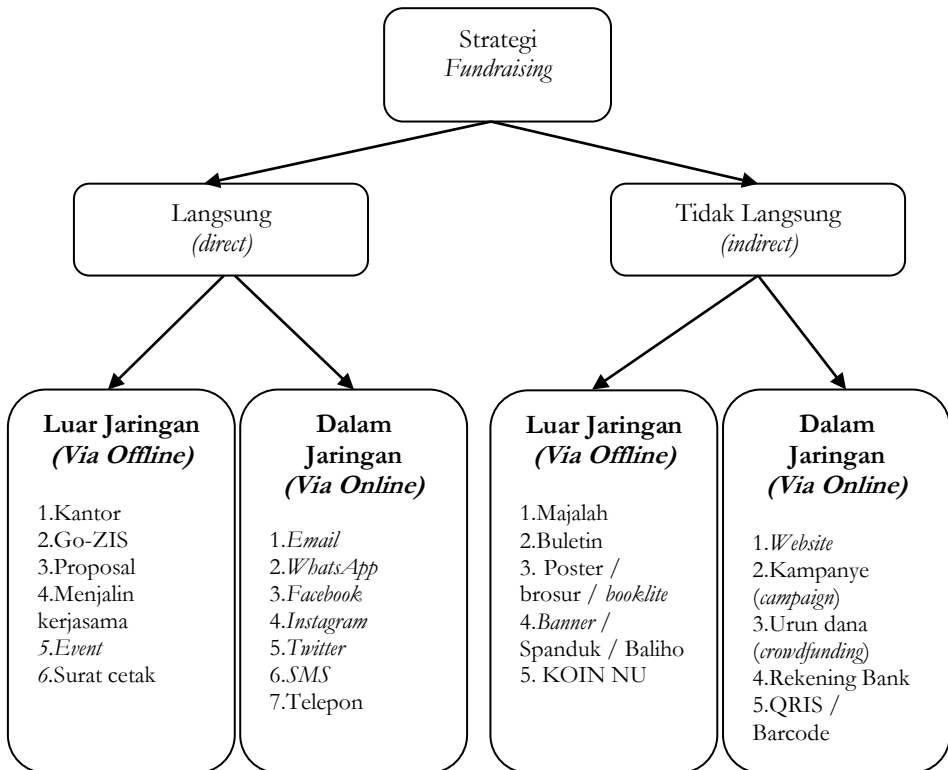 Strategi
Fundraising
Langsung
(direct)
Tidak Langsung
(indirect)
Luar Jaringan
(Via Offline)
1.Kantor
2.Go-ZIS
3.Proposal
4.Menjalin
kerjasama
5.Event
6.Surat cetak
Dalam
Jaringan
(Via Online)
1.Email
2.WhatsApp
3.Facebook
4.Instagram
5.Twitter
6.SMS
7.Telepon
Luar Jaringan
(Via Offline)
1.Majalah
2.Buletin
3. Poster /
brosur / booklite
4.Banner /
Spanduk / Baliho
5. KOIN NU
Dalam
Jaringan
(Via Online)
1.Website
2.Kampanye
(campaign)
3.Urun dana
(crowdfunding)
4.Rekening Bank
5.QRIS /
Barcode